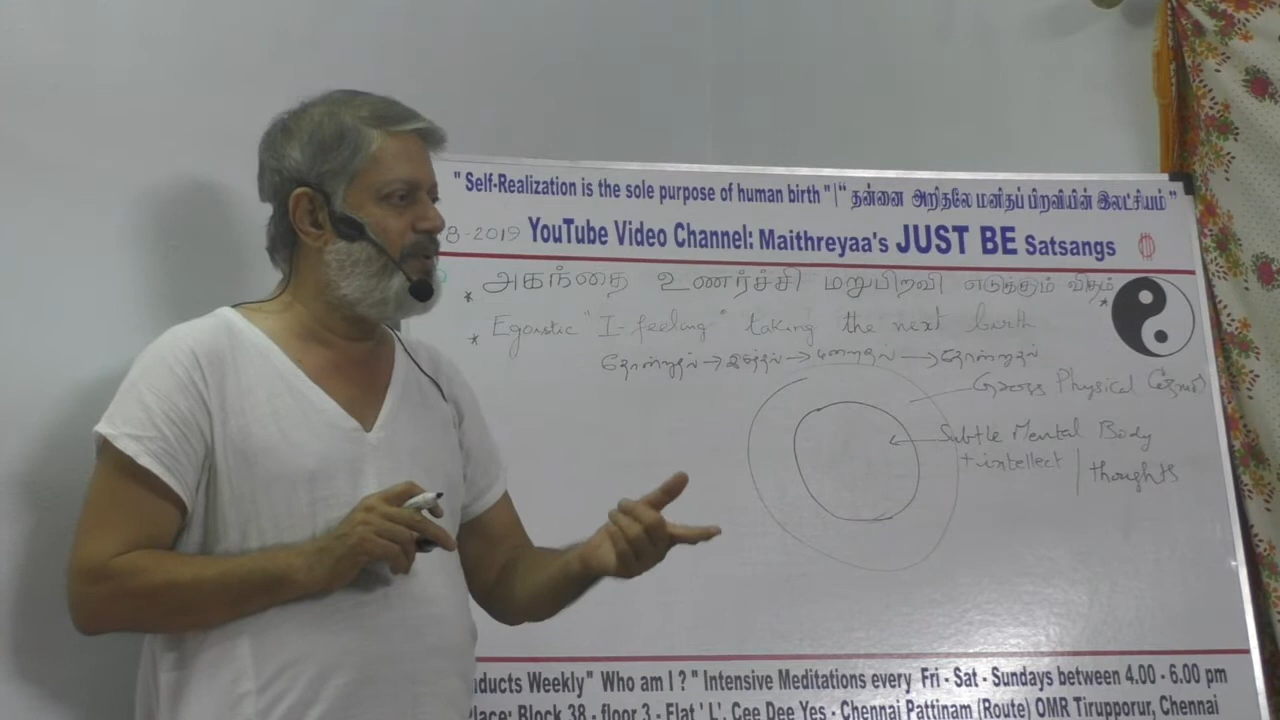 " Self-Realization is the sole purpose of human birth " | “ தன்னை அறிதலே மனிதப் பிறவியின் இலட்சியம் ”
8-2019 YouTube Video Channel: Maithreyaa's JUST BE Satsangs
* அகந்தை உணர்ச்சி மறுபிறவி எடுக்கும் விதம் *
* Egoistic "I-feeling" taking the next birth
தோன்றுதல் → இருத்தல் → மறைதல் → தோன்றுதல்
Gross Physical
Subtle Mental Body
+ intellect | thoughts
ducts Weekly " Who am I ? " Intensive Meditations every Fri - Sat - Sundays between 4.00 - 6.00 pm
lace: Block 38 - floor 3 - Flat ' L', Cee Dee Yes - Chennai Pattinam (Route) OMR Tirupporur, Chennai